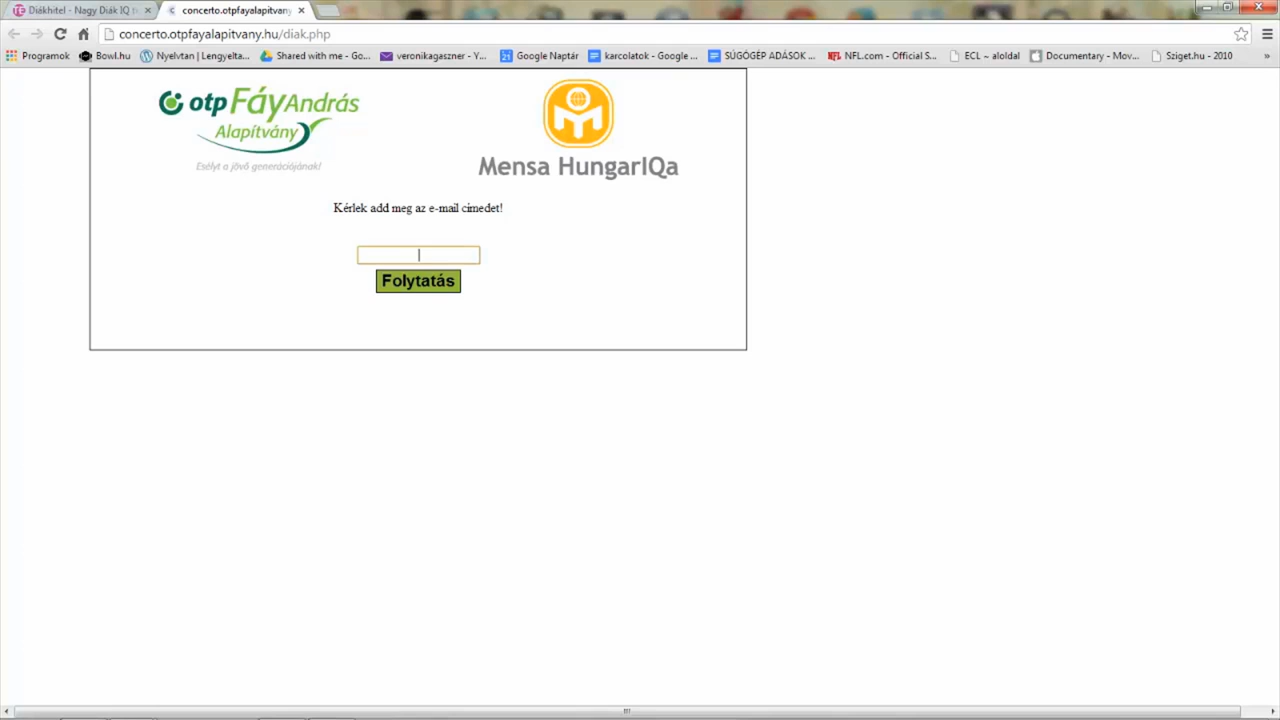 Diákhitel - Nagy Diák IQ
concerto.otpfayalapitvany
concerto.otpfayalapitvany.hu/diak.php
Programok
Bowl.hu
Nyelvtan | Lengyelta...
Shared with me - Go...
veronikagaszner - Y...
Google Naptár
karcolatok - Google ...
SÚGÓGÉP ADÁSOK ...
NFL.com - Official S...
ECL ~ aloldal
Documentary - Mov...
Sziget.hu - 2010
»
otp Fáy András
Alapítvány
Esélyt a jövő generációjának!
Mensa HungarIQa
Kérlek add meg az e-mail címedet!
Folytatás